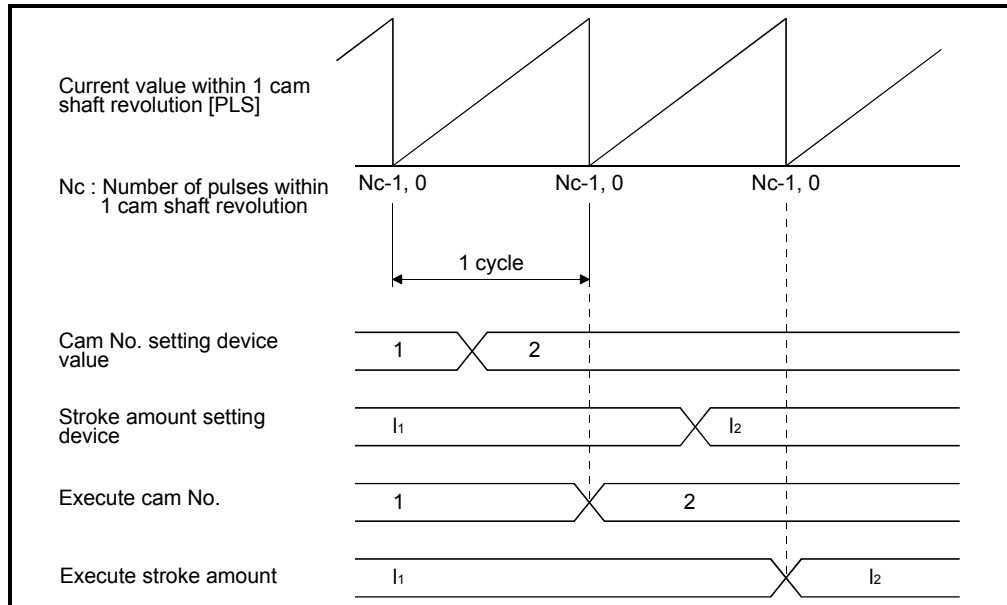 Current value within 1 cam
shaft revolution [PLS]
Nc : Number of pulses within
1 cam shaft revolution
Nc-1, 0 Nc-1, 0 Nc-1, 0
1 cycle
Cam No. setting device
value
1 2
Stroke amount setting
device
l1 l2
Execute cam No.
1 2
Execute stroke amount
l1 l2